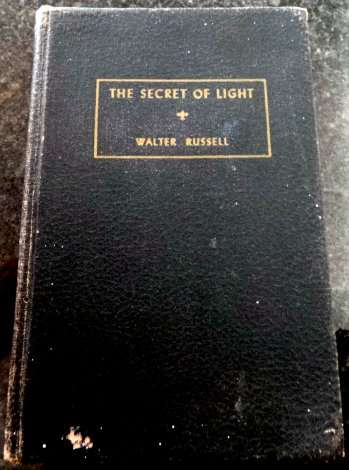 THE SECRET OF LIGHT
WALTER RUSSELL